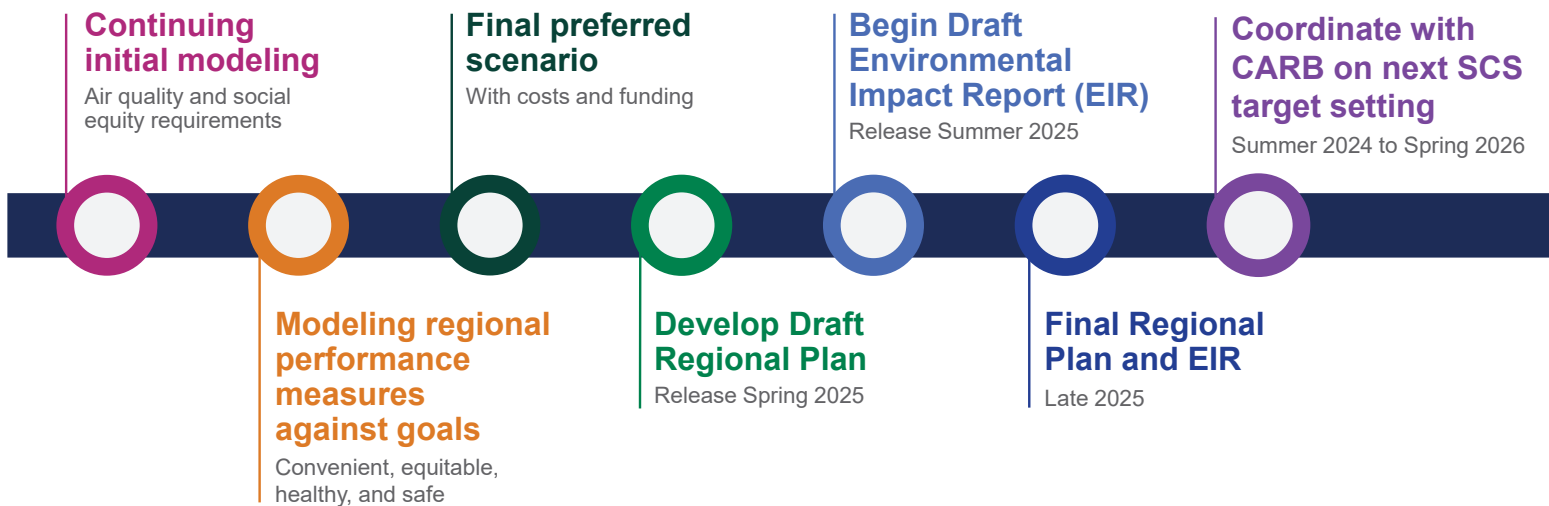 Continuing
initial modeling
Air quality and social
equity requirements
Modeling regional
performance
measures
against goals
Convenient, equitable,
healthy, and safe
Final preferred
scenario
With costs and funding
Develop Draft
Regional Plan
Release Spring 2025
Begin Draft
Environmental
Impact Report (EIR)
Release Summer 2025
Final Regional
Plan and EIR
Late 2025
Coordinate with
CARB on next SCS
target setting
Summer 2024 to Spring 2026